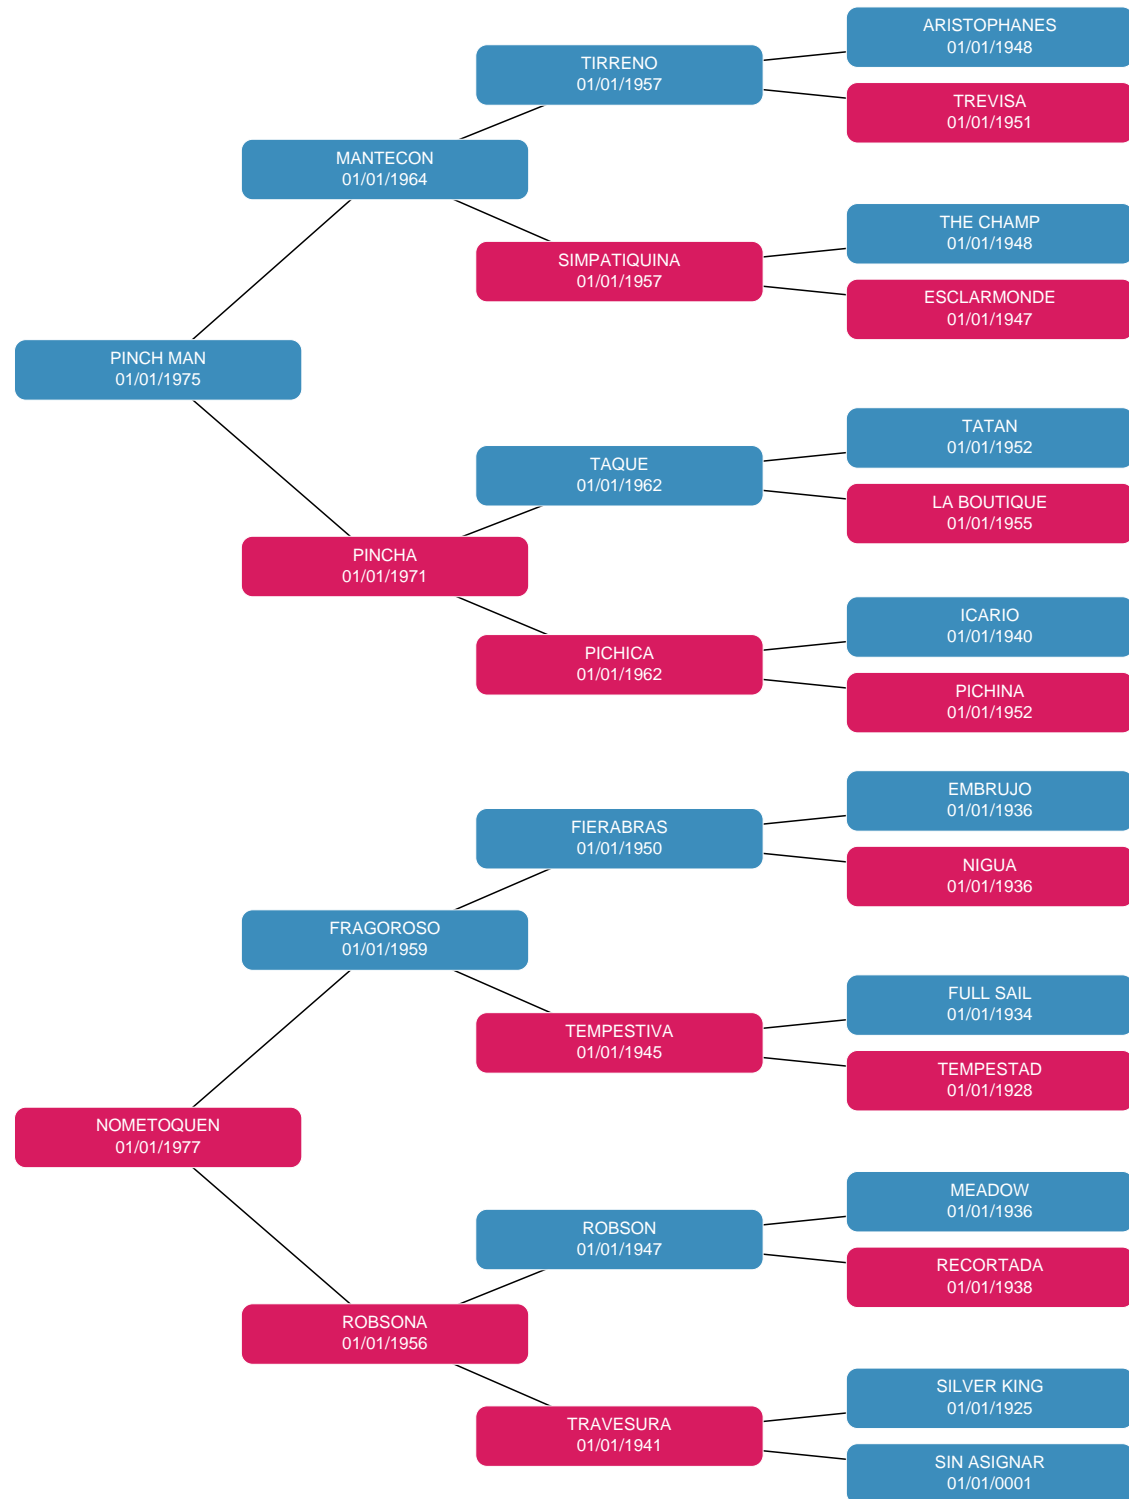 ARISTOPHANES
01/01/1948
TIRRENO
01/01/1957
TREVISA
01/01/1951
MANTECON
01/01/1964
THE CHAMP
01/01/1948
SIMPATIQUINA
01/01/1957
ESCLARMONDE
01/01/1947
PINCH MAN
01/01/1975
TATAN
01/01/1952
TAQUE
01/01/1962
LA BOUTIQUE
01/01/1955
PINCHA
01/01/1971
ICARIO
01/01/1940
PICHICA
01/01/1962
PICHINA
01/01/1952
EMBRUJO
01/01/1936
FIERABRAS
01/01/1950
NIGUA
01/01/1936
FRAGOROSO
01/01/1959
FULL SAIL
01/01/1934
TEMPESTIVA
01/01/1945
TEMPESTAD
01/01/1928
NOMETOQUEN
01/01/1977
MEADOW
01/01/1936
ROBSON
01/01/1947
RECORTADA
01/01/1938
ROBSONA
01/01/1956
SILVER KING
01/01/1925
TRAVESURA
01/01/1941
SIN ASIGNAR
01/01/0001